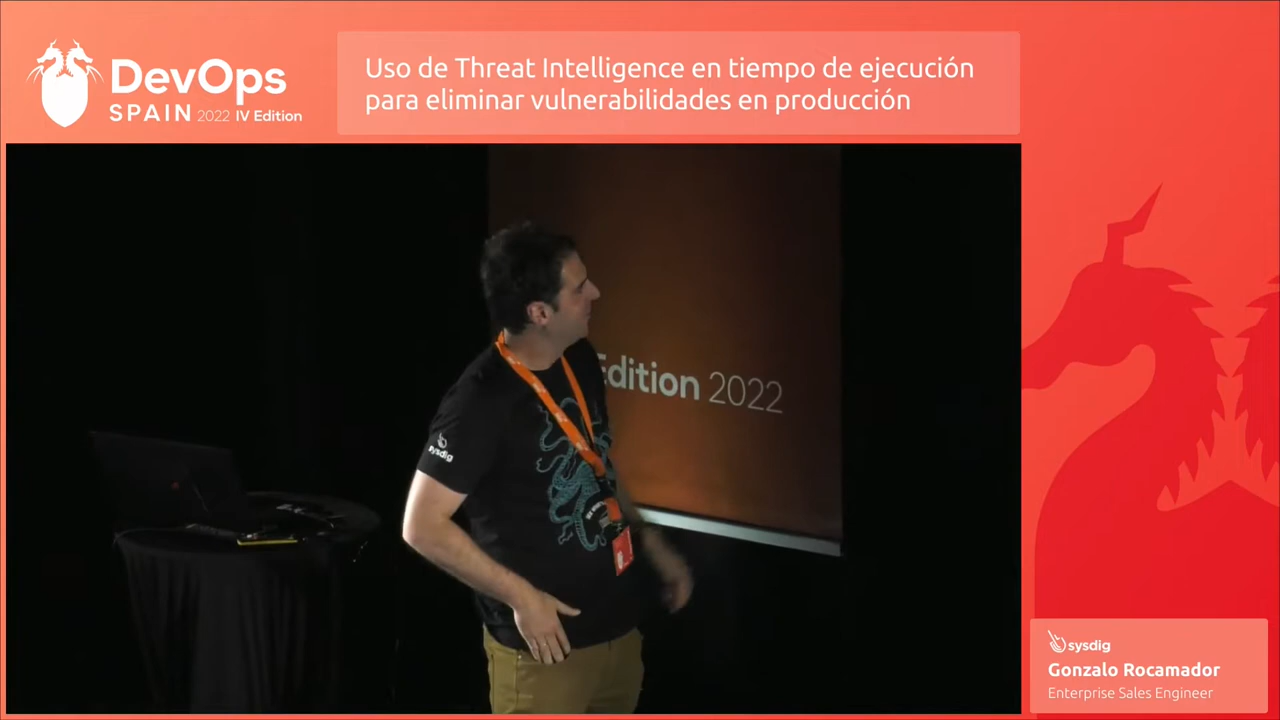 DevOps
SPAIN 2022 IV Edition
Uso de Threat Intelligence en tiempo de ejecución
para eliminar vulnerabilidades en producción
Edition 2022
sysdig
sysdig
Gonzalo Rocamador
Enterprise Sales Engineer